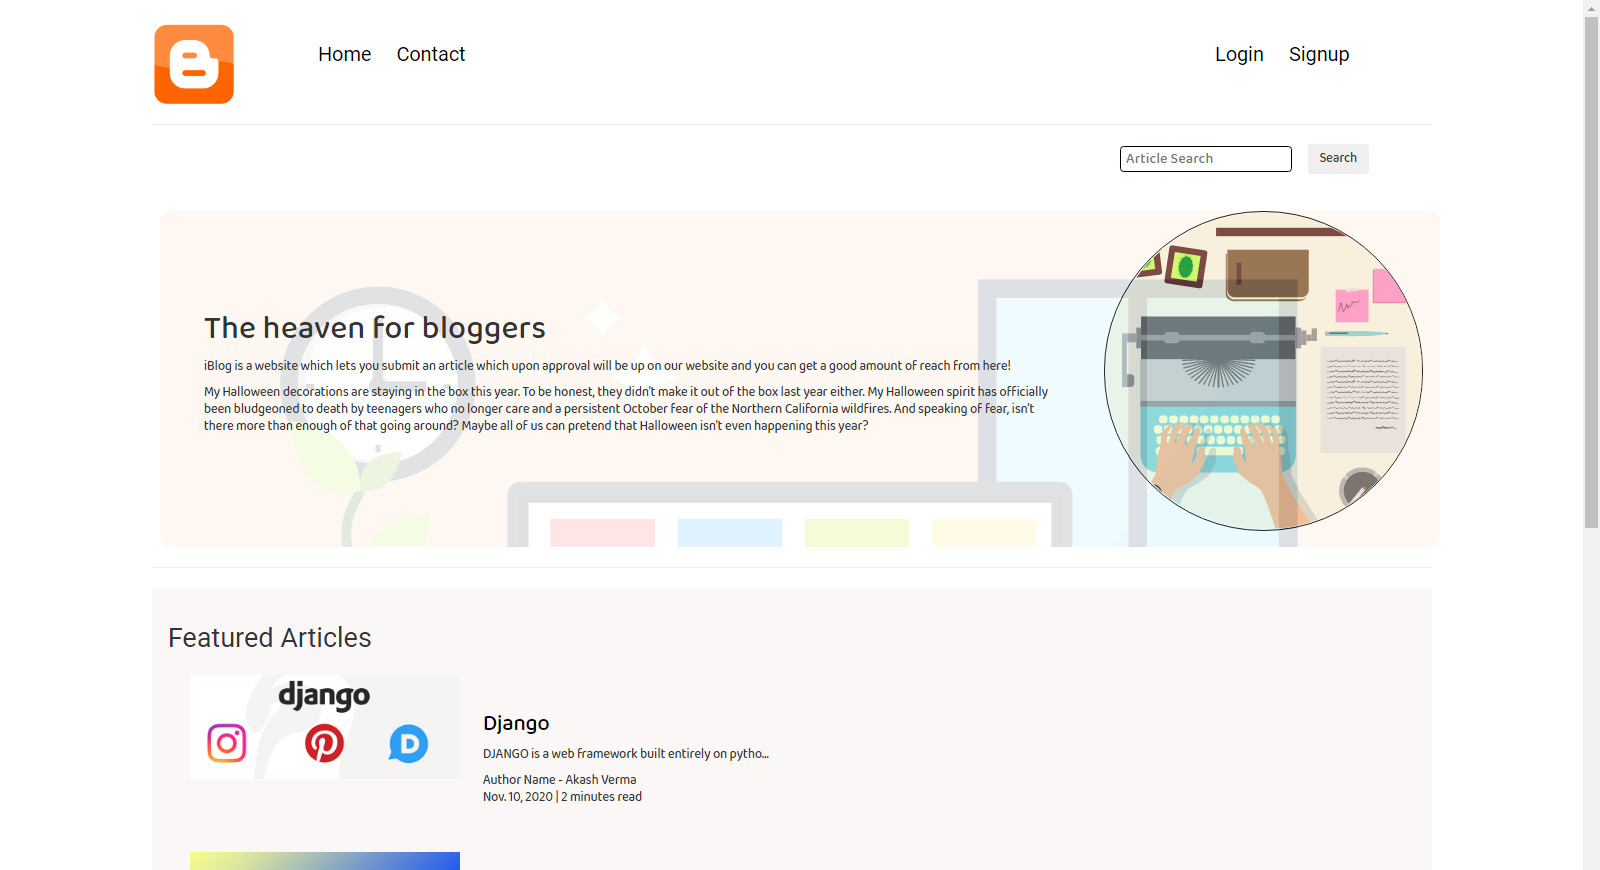 Home Contact Login Signup
Article Search Search
The heaven for bloggers
iBlog is a website which lets you submit an article which upon approval will be up on our website and you can get a good amount of reach from here!
My Halloween decorations are staying in the box this year. To be honest, they didn't make it out of the box last year either. My Halloween spirit has officially
been bludgeoned to death by teenagers who no longer care and a persistent October fear of the Northern California wildfires. And speaking of fear, isn't
there more than enough of that going around? Maybe all of us can pretend that Halloween isn't even happening this year?
Featured Articles
django
Django
DJANGO is a web framework built entirely on pytho...
Author Name - Akash Verma
Nov. 10, 2020 | 2 minutes read